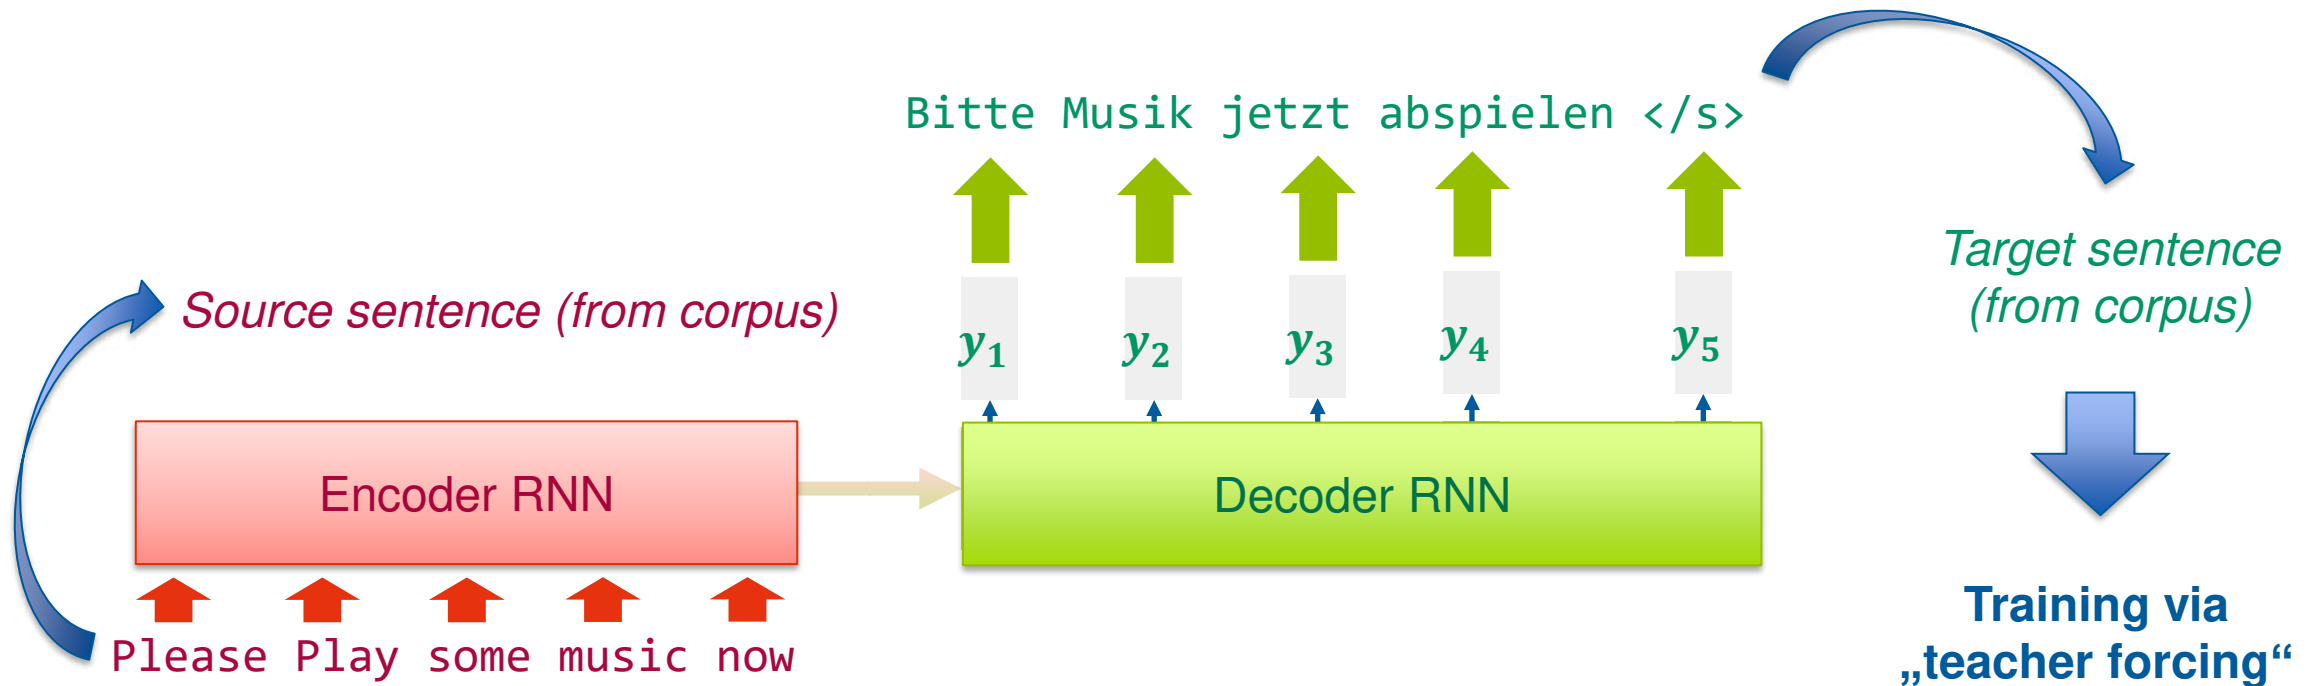 Bitte Musik jetzt abspielen </s>
Source sentence (from corpus)
Target sentence
(from corpus)
y1 y2 y3 y4 y5
Encoder RNN
Decoder RNN
Please Play some music now
Training via
„teacher forcing“